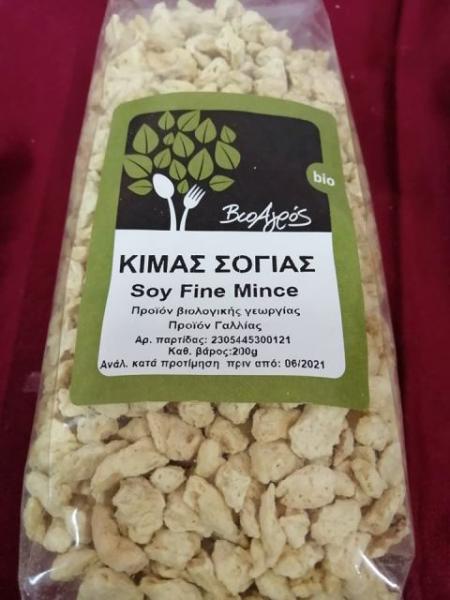 bio
ΒιοΑγρός
ΚΙΜΑΣ ΣΟΓΙΑΣ
Soy Fine Mince
Προϊόν βιολογικής γεωργίας
Προϊόν Γαλλίας
Αρ. παρτίδας: 2305445300121
Καθ. βάρος:200g
Ανάλ. κατά προτίμηση πριν από: 06/2021